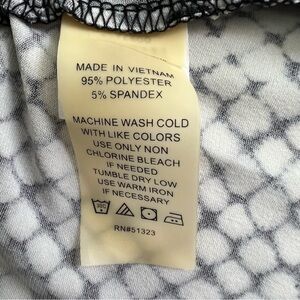 MADE IN VIETNAM
95% POLYESTER
5% SPANDEX
MACHINE WASH COLD
WITH LIKE COLORS
USE ONLY NON
CHLORINE BLEACH
IF NEEDED
TUMBLE DRY LOW
USE WARM IRON
IF NECESSARY
RN#51323